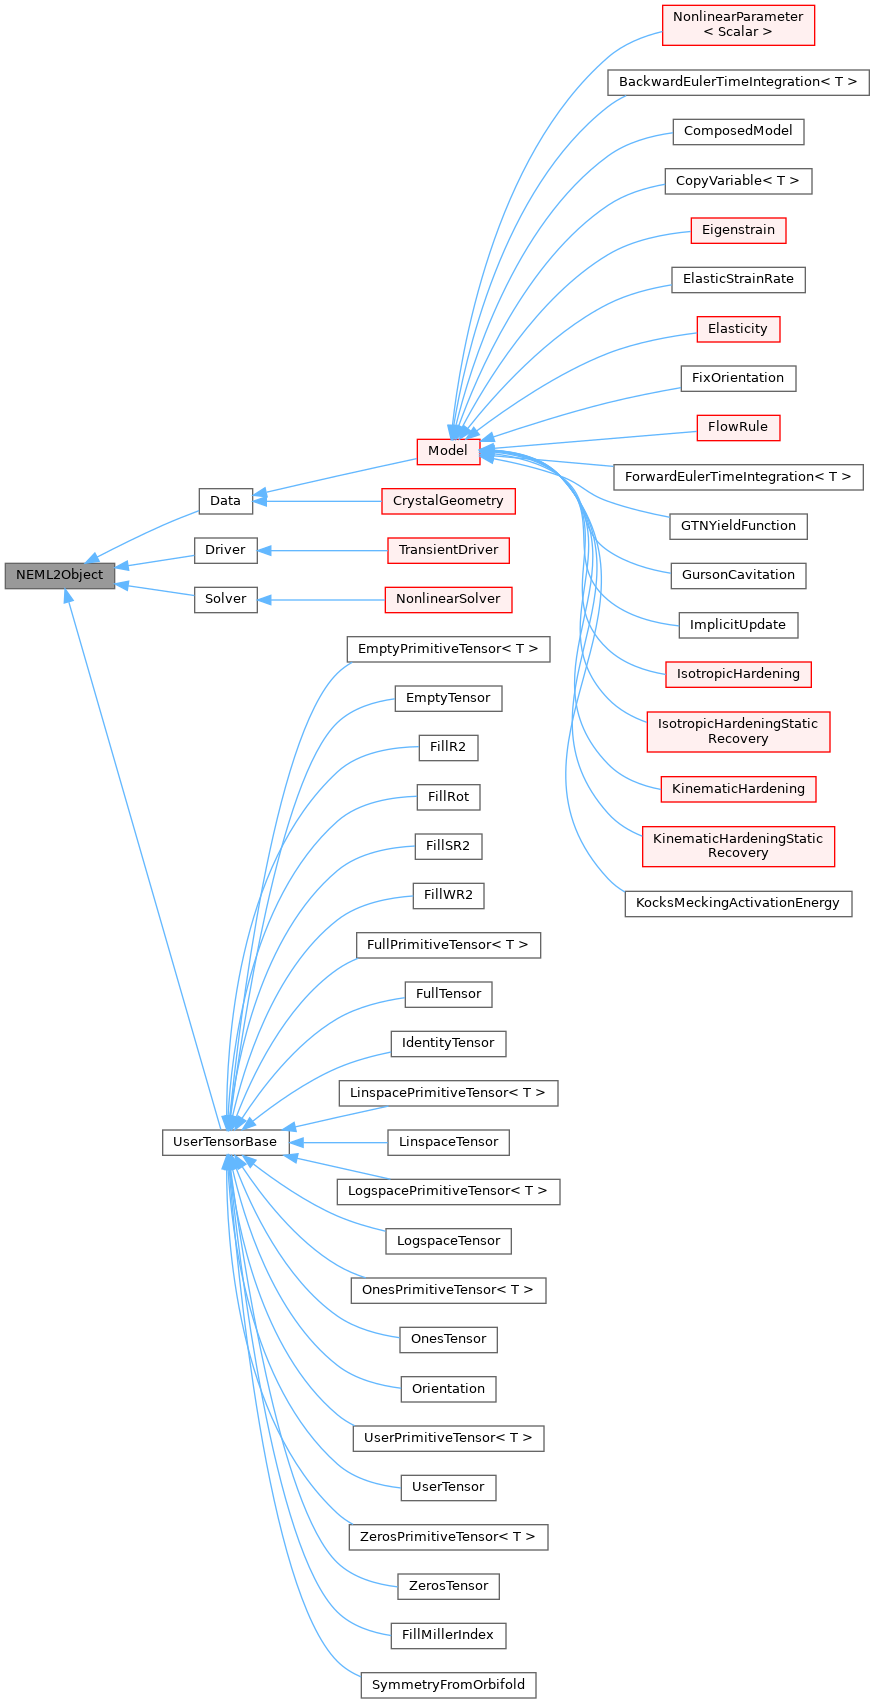 NonlinearParameter
< Scalar >
BackwardEulerTimeIntegration< T >
ComposedModel
CopyVariable< T >
Eigenstrain
ElasticStrainRate
Elasticity
FixOrientation
FlowRule
Model
ForwardEulerTimeIntegration< T >
Data
CrystalGeometry
GTNYieldFunction
Driver
TransientDriver
NEML2Object
GursonCavitation
Solver
NonlinearSolver
ImplicitUpdate
EmptyPrimitiveTensor< T >
IsotropicHardening
EmptyTensor
IsotropicHardeningStatic
Recovery
FillR2
KinematicHardening
FillRot
KinematicHardeningStatic
Recovery
FillSR2
FillWR2
KocksMeckingActivationEnergy
FullPrimitiveTensor< T >
FullTensor
IdentityTensor
LinspacePrimitiveTensor< T >
UserTensorBase
LinspaceTensor
LogspacePrimitiveTensor< T >
LogspaceTensor
OnesPrimitiveTensor< T >
OnesTensor
Orientation
UserPrimitiveTensor< T >
UserTensor
ZerosPrimitiveTensor< T >
ZerosTensor
FillMillerIndex
SymmetryFromOrbifold